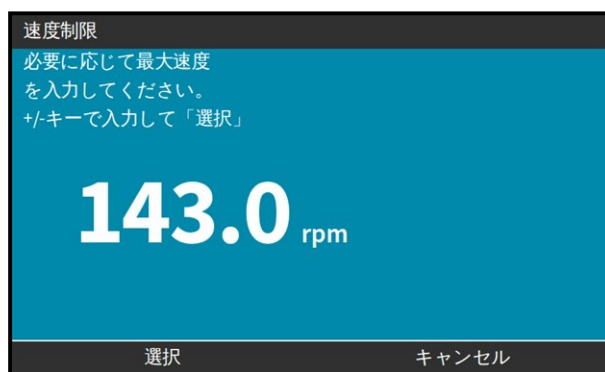 速度制限
必要に応じて最大速度
を入力してください。
+/-キーで入力して「選択」
143.0 rpm
選択
キャンセル